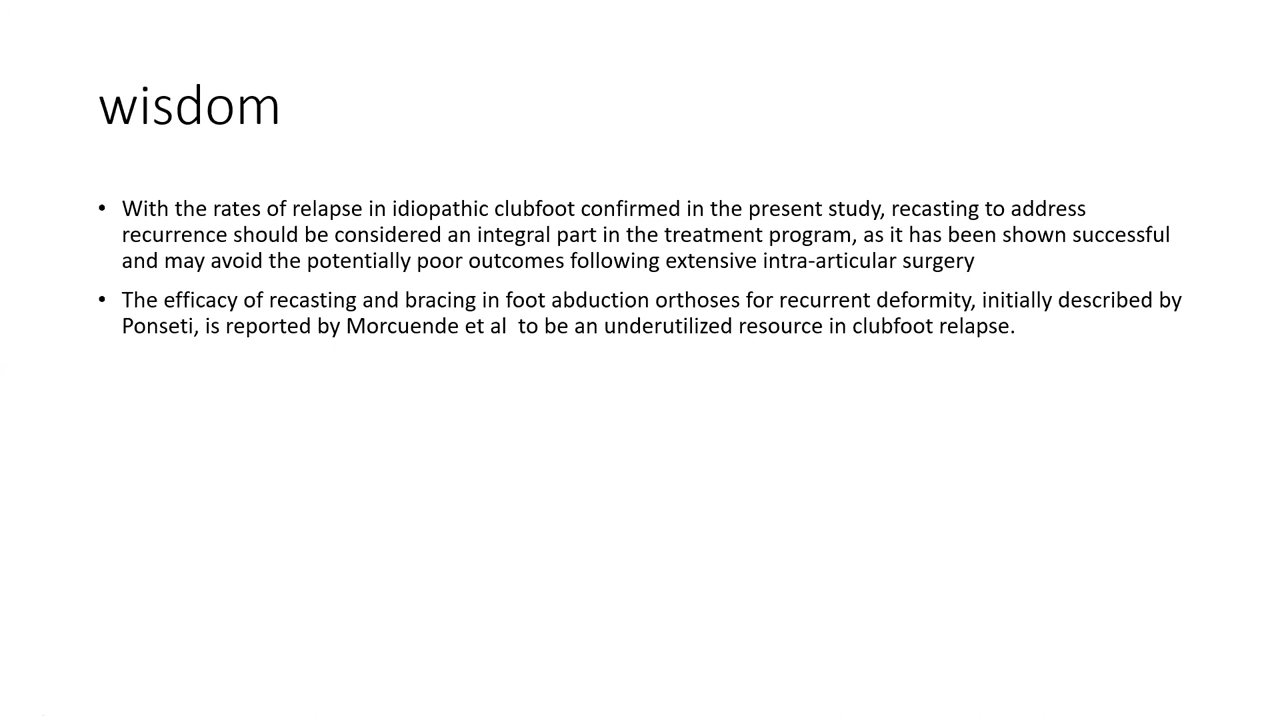 wisdom
• With the rates of relapse in idiopathic clubfoot confirmed in the present study, recasting to address
recurrence should be considered an integral part in the treatment program, as it has been shown successful
and may avoid the potentially poor outcomes following extensive intra-articular surgery
• The efficacy of recasting and bracing in foot abduction orthoses for recurrent deformity, initially described by
Ponseti, is reported by Morcuende et al  to be an underutilized resource in clubfoot relapse.